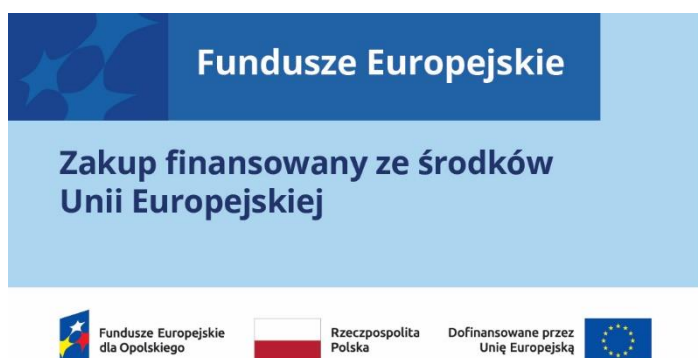 Fundusze Europejskie
Zakup finansowany ze środków
Unii Europejskiej
Fundusze Europejskie
dla Opolskiego
Rzeczpospolita
Polska
Dofinansowane przez
Unię Europejską